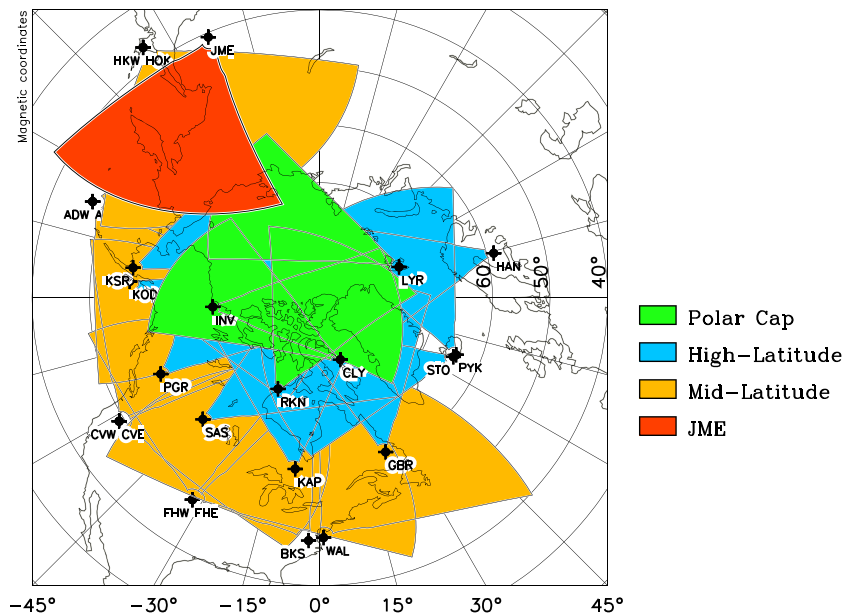 Magnetic coordinates
JME
HKW HOK
ADW A
HAN
60°
50°
40°
KSR
KOD
LYR
INV
CLY
STO PYK
PGR
RKN
CVW CVE
SAS
GBR
KAP
FHW FHE
BKS WAL
Polar Cap
High-Latitude
Mid-Latitude
JME
-45° -30° -15° 0° 15° 30° 45°